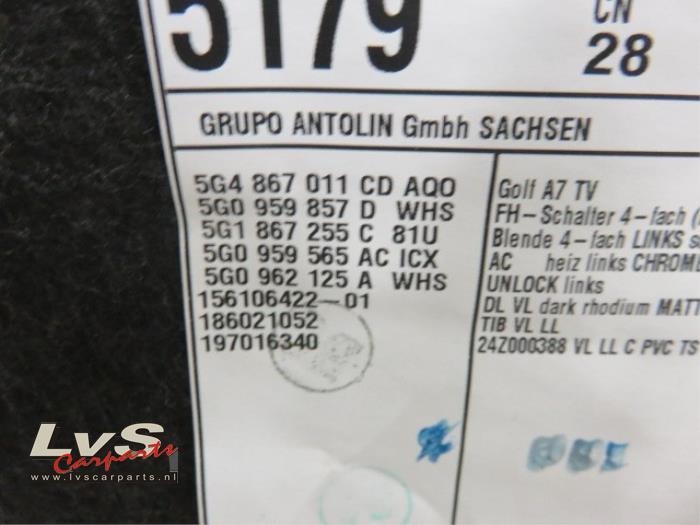 5179
CN
28
GRUPO ANTOLIN Gmbh SACHSEN
5G4 867 011 CD AQO
5G0 959 857 D WHS
5G1 867 255 C 81U
5G0 959 565 AC ICX
5G0 962 125 A WHS
156106422-01
186021052
197016340
Golf A7 TV
FH-Schalter 4-fach
Blende 4-fach LINKS
AC heiz links CHROME
UNLOCK links
DL VL dark rhodium MATT
TIB VL LL
24Z000388 VL LL C PVC TS
LvS
Carparts
www.lvscarparts.nl